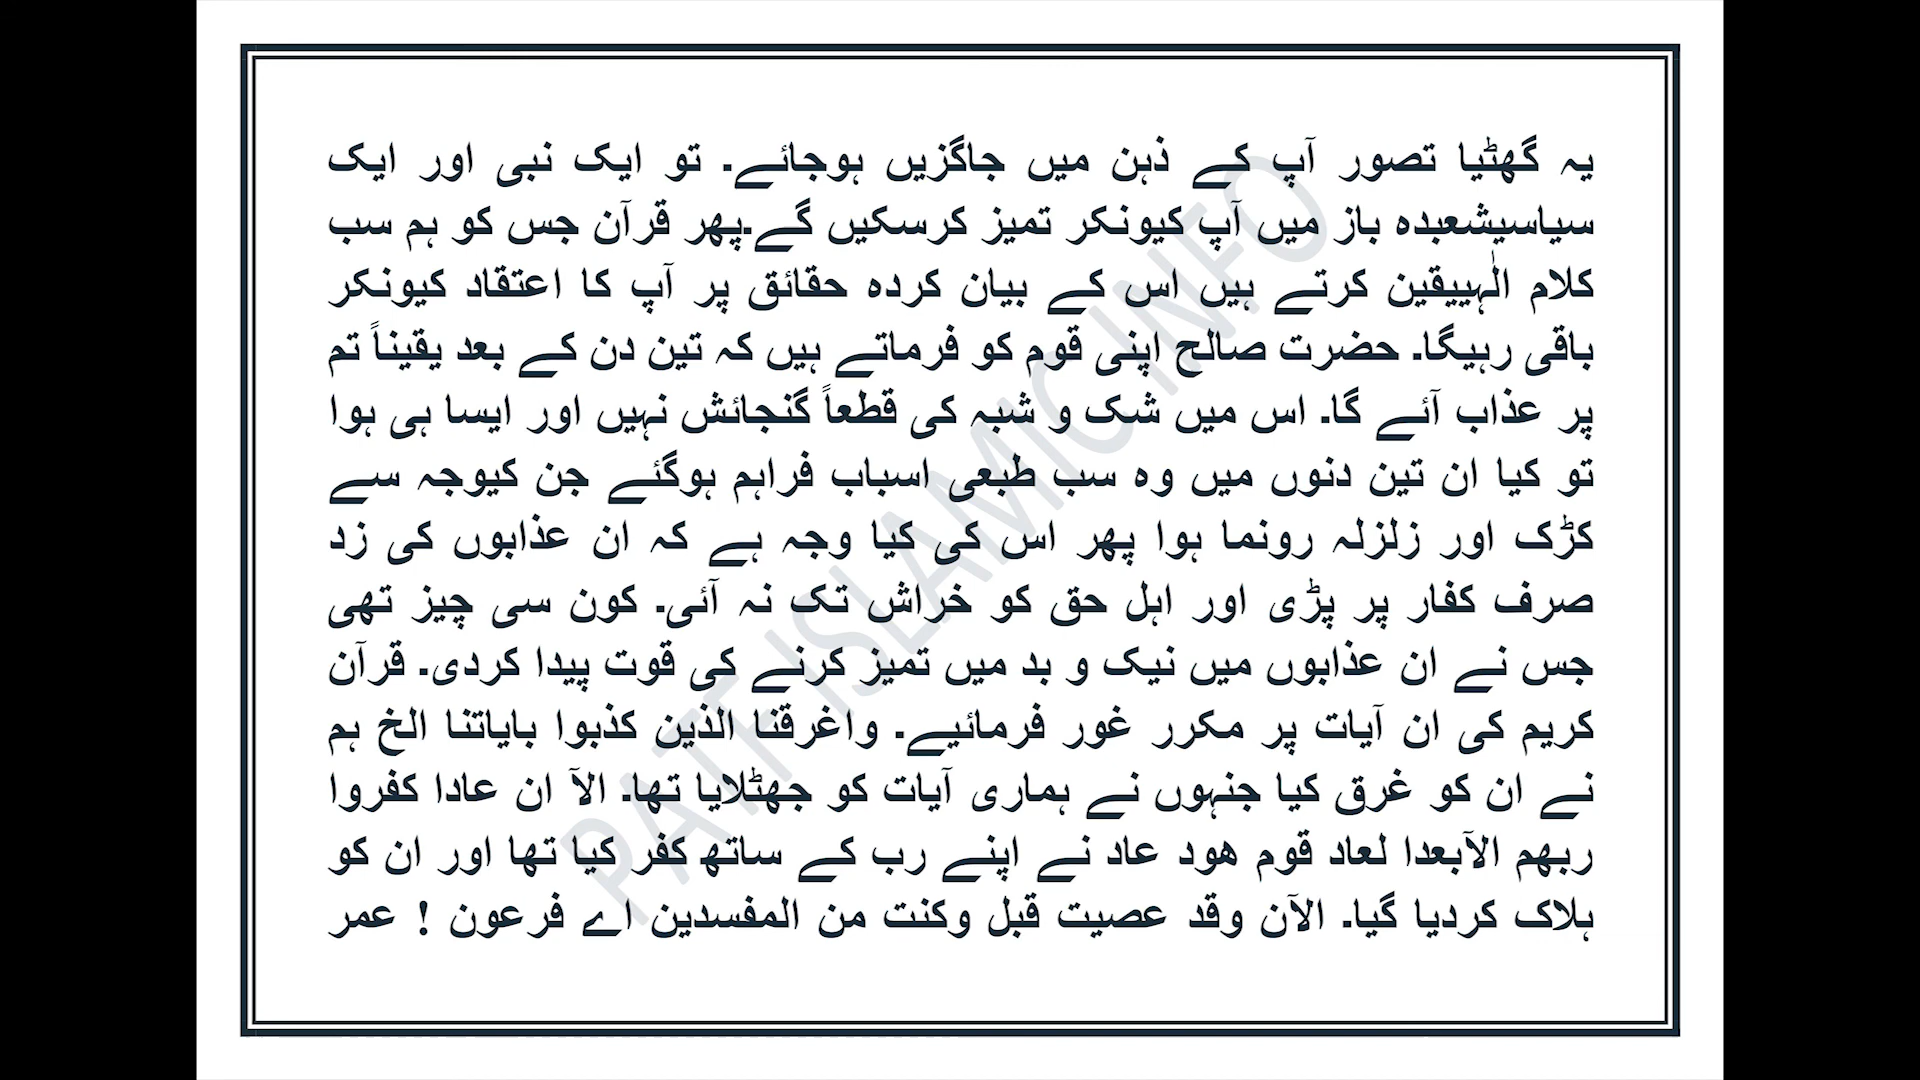 یہ گھٹیا تصور آپ کے ذہن میں جاگزیں ہوجائے۔ تو ایک نبی اور ایک
سیاسیشعبدہ باز میں آپ کیونکر تمیز کرسکیں گے۔پھر قرآن جس کو ہم سب
کلام الٰہییقین کرتے ہیں اس کے بیان کردہ حقائق پر آپ کا اعتقاد کیونکر
باقی رہیگا۔ حضرت صالح اپنی قوم کو فرماتے ہیں کہ تین دن کے بعد یقیناً تم
پر عذاب آئے گا۔ اس میں شک و شبہ کی قطعاً گنجائش نہیں اور ایسا ہی ہوا
تو کیا ان تین دنوں میں وہ سب طبعی اسباب فراہم ہوگئے جن کیوجہ سے
کڑک اور زلزلہ رونما ہوا پھر اس کی کیا وجہ ہے کہ ان عذابوں کی زد
صرف کفار پر پڑی اور اہل حق کو خراش تک نہ آئی۔ کون سی چیز تھی
جس نے ان عذابوں میں نیک و بد میں تمیز کرنے کی قوت پیدا کردی۔ قرآن
کریم کی ان آیات پر مکرر غور فرمائیے۔ واغرقنا الذین کذبوا بایاتنا الخ ہم
نے ان کو غرق کیا جنہوں نے ہماری آیات کو جھٹلایا تھا۔ الآ ان عادا کفروا
ربھم الآبعدا لعاد قوم ھود عاد نے اپنے رب کے ساتھ کفر کیا تھا اور ان کو
ہلاک کردیا گیا۔ الآن وقد عصیت قبل وکنت من المفسدین اے فرعون ! عمر
PATF ISLAMIC INFO